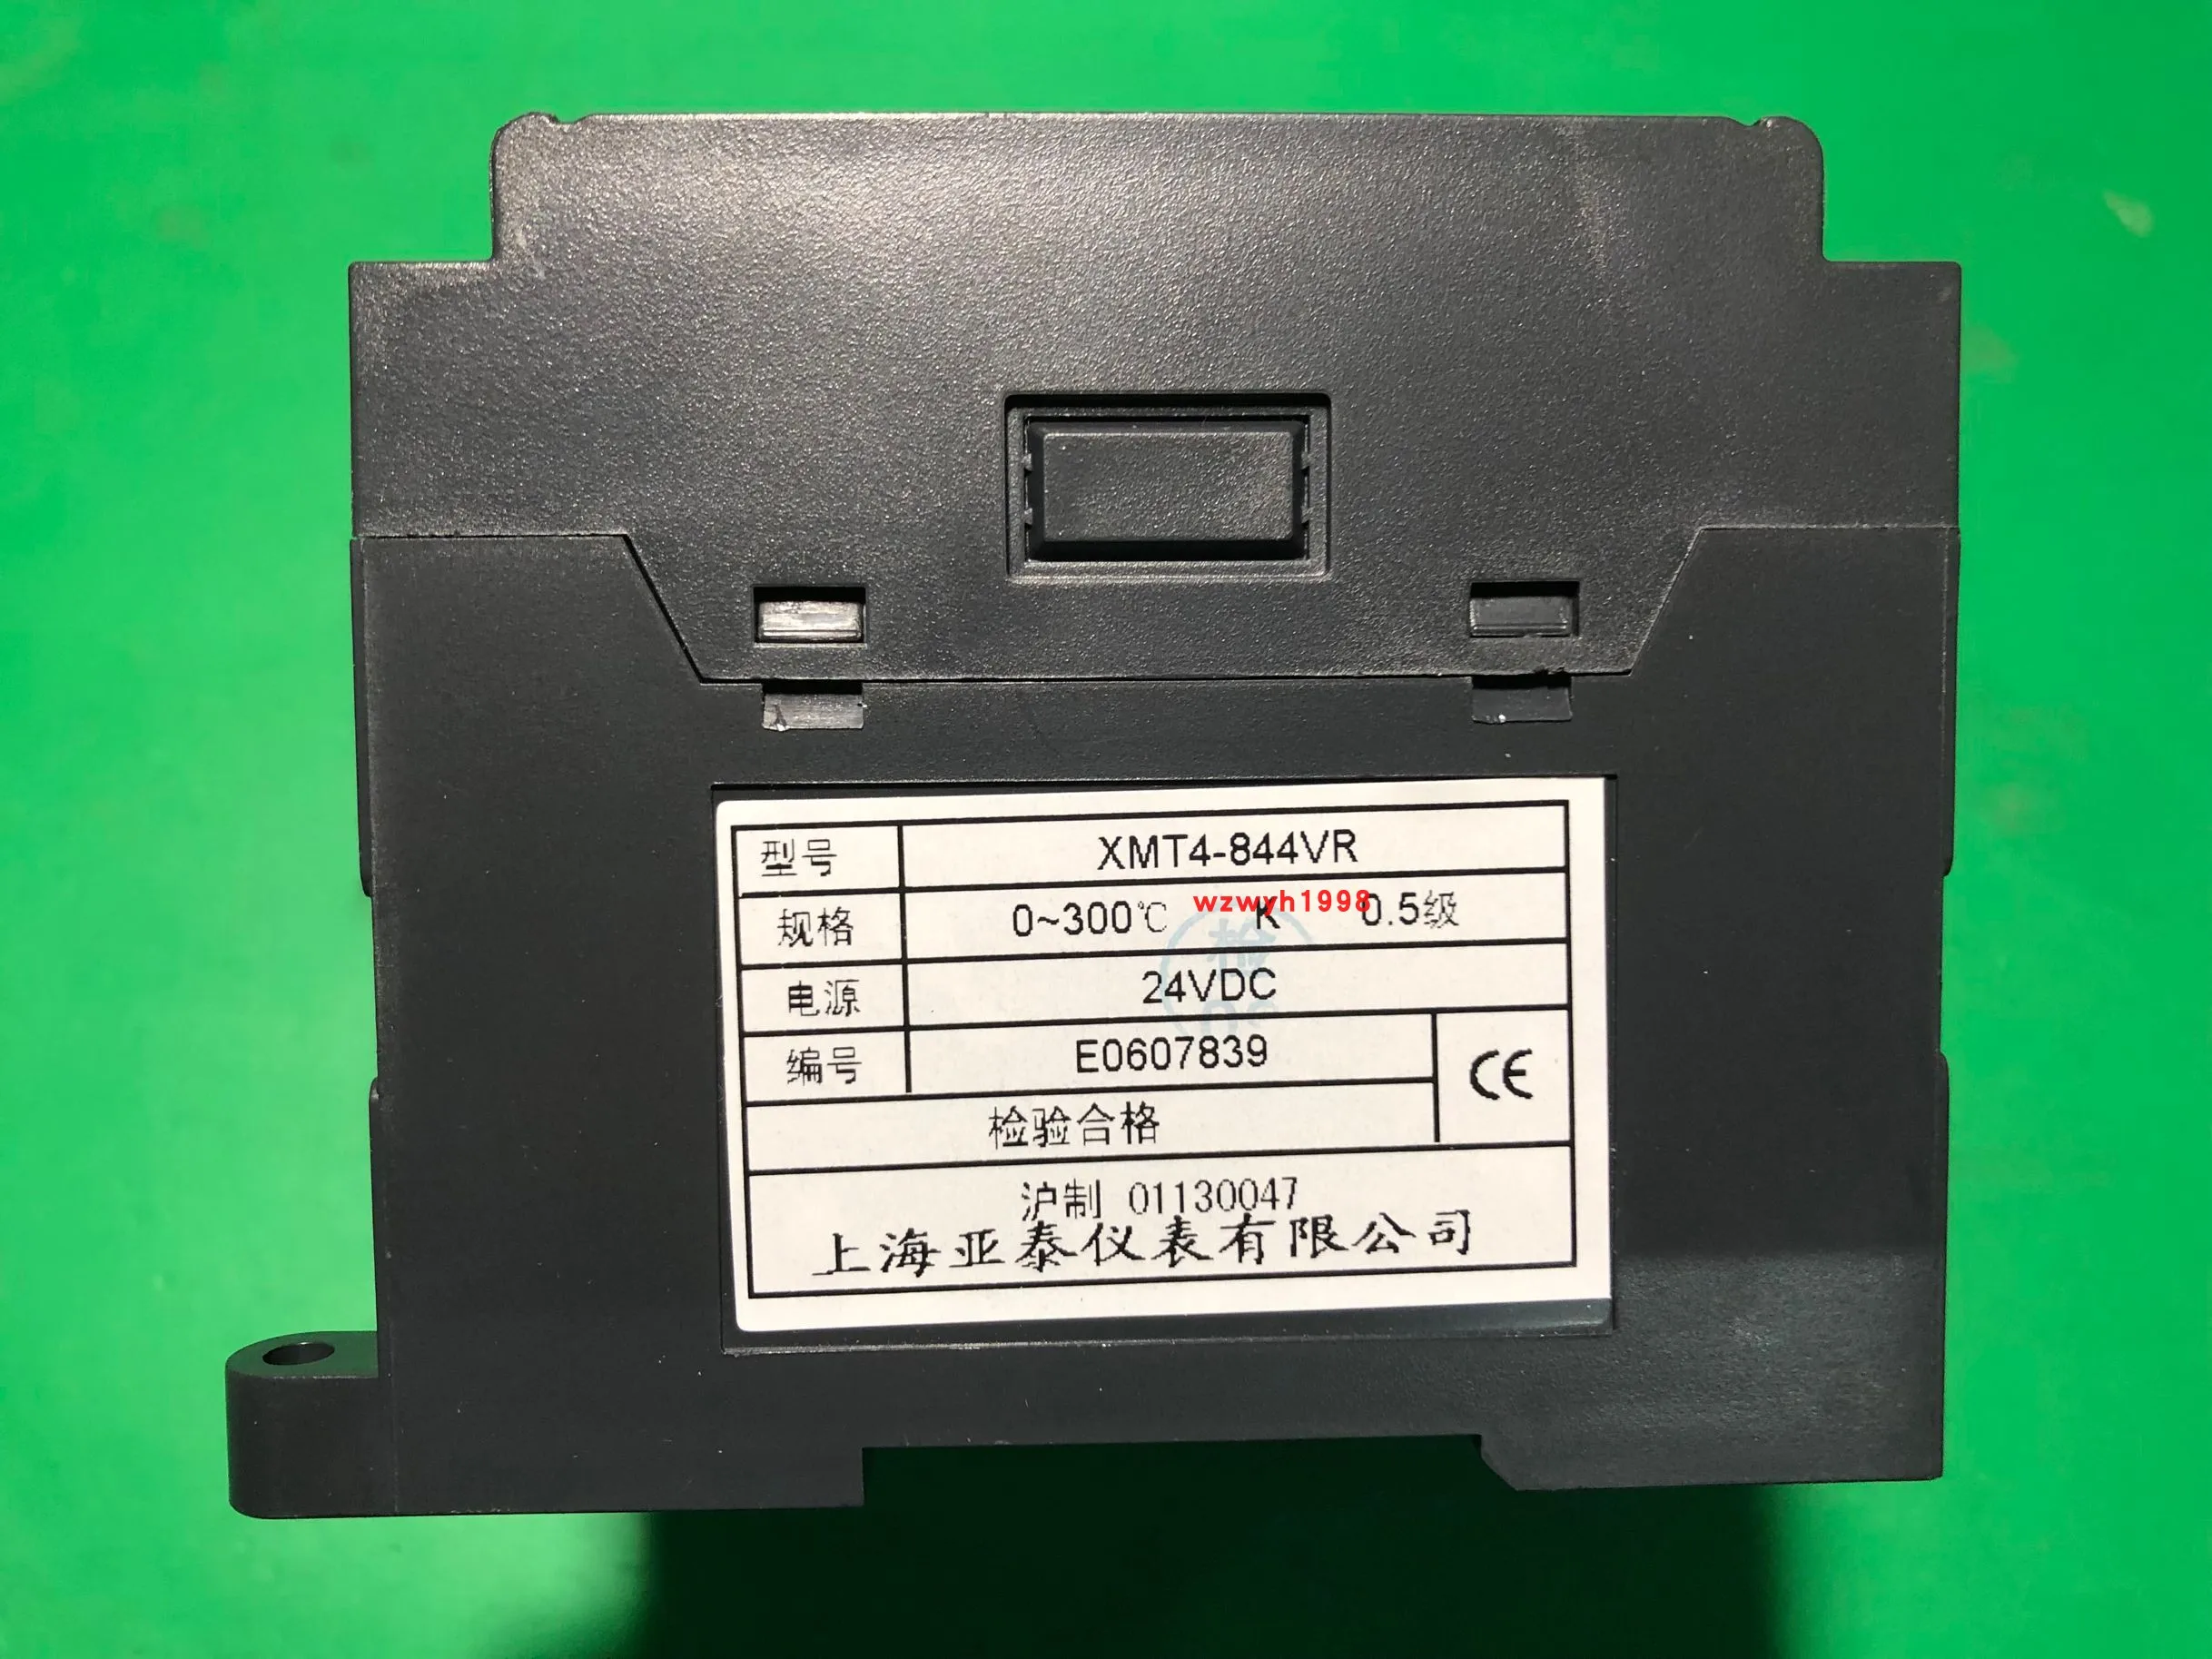 型号 XMT4-844VR
wzwyh1998
规格 0~300℃ K 0.5级
电源 24VDC
编号 E0607839
CE
检验合格
沪制 01130047
上海亚泰仪表有限公司
检